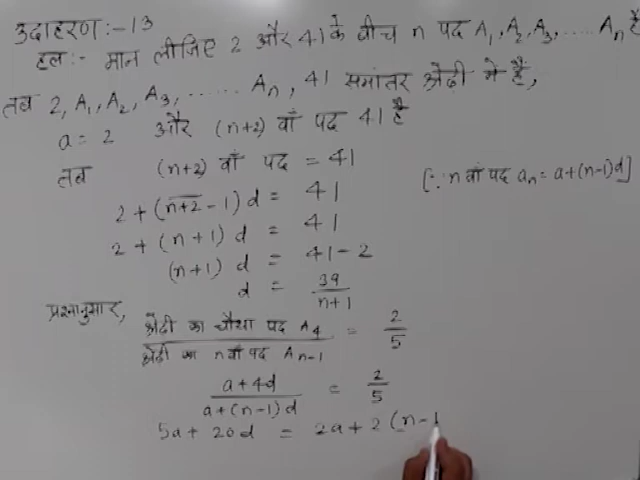 उदाहरण:-13
हल:- मान लीजिए 2 और 41 के बीच n पद A₁, A₂, A₃, ..... Aₙ है
तब 2, A₁, A₂, A₃, ...... Aₙ, 41 समांतर श्रेढ़ी में है,
a = 2 और (n+2) वाँ पद 41 है
तब (n+2) वाँ पद = 41
2 + (n+2 - 1) d = 41 [∵ n वाँ पद aₙ = a + (n-1) d]
2 + (n+1) d = 41
(n+1) d = 41 - 2
d = 39/n+1
प्रश्नानुसार, श्रेढ़ी का चौथा पद A₄/श्रेढ़ी का n वाँ पद Aₙ₋₁ = 2/5
a + 4d/a + (n-1) d = 2/5
5a + 20d = 2a + 2 (n - 1